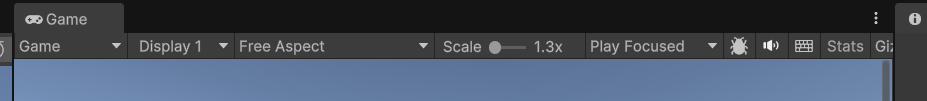 Game
Game Display 1 Free Aspect Scale 1.3x Play Focused Stats